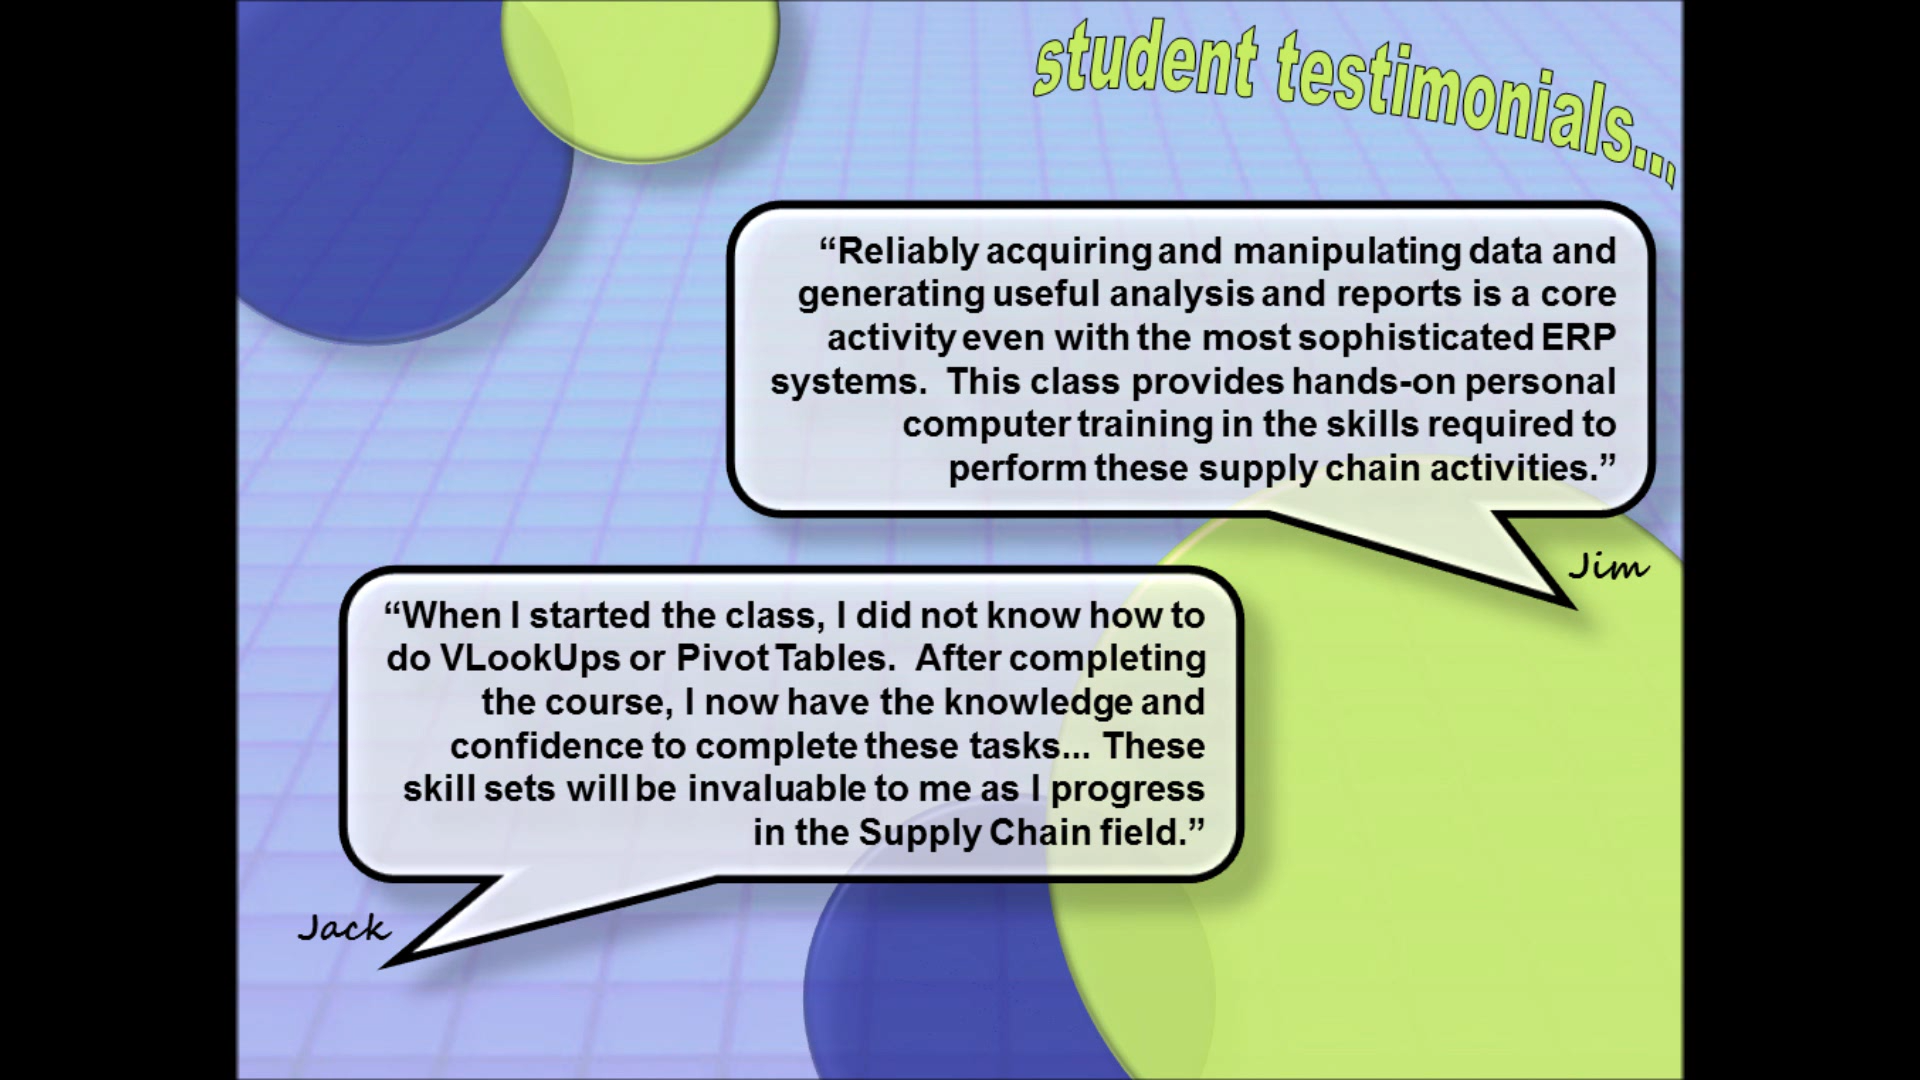 student testimonials...
“Reliably acquiring and manipulating data and
generating useful analysis and reports is a core
activity even with the most sophisticated ERP
systems.  This class provides hands-on personal
computer training in the skills required to
perform these supply chain activities.”
Jim
“When I started the class, I did not know how to
do VLookUps or Pivot Tables.  After completing
the course, I now have the knowledge and
confidence to complete these tasks... These
skill sets will be invaluable to me as I progress
in the Supply Chain field.”
Jack